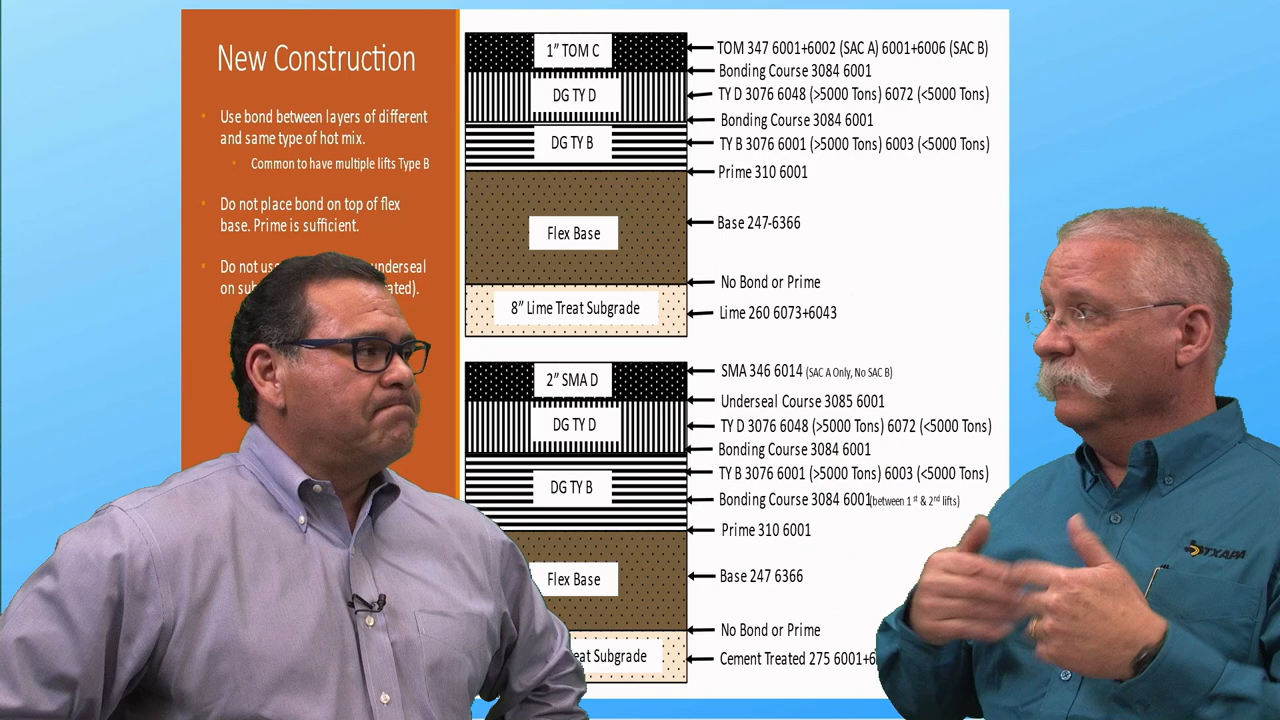 New Construction
Use bond between layers of different
and same type of hot mix.
Common to have multiple lifts Type B
Do not place bond on top of flex
base. Prime is sufficient.
Do not underseal
on
1” TOM C
DG TY D
DG TY B
Flex Base
8” Lime Treat Subgrade
TOM 347 6001+6002 (SAC A) 6001+6006 (SAC B)
Bonding Course 3084 6001
TY D 3076 6048 (>5000 Tons) 6072 (<5000 Tons)
Bonding Course 3084 6001
TY B 3076 6001 (>5000 Tons) 6003 (<5000 Tons)
Prime 310 6001
Base 247-6366
No Bond or Prime
Lime 260 6073+6043
2” SMA D
DG TY D
DG TY B
Flex Base
Subgrade
SMA 346 6014 (SAC A Only, No SAC B)
Underseal Course 3085 6001
TY D 3076 6048 (>5000 Tons) 6072 (<5000 Tons)
Bonding Course 3084 6001
TY B 3076 6001 (>5000 Tons) 6003 (<5000 Tons)
Bonding Course 3084 6001(between 1st & 2nd lifts)
Prime 310 6001
Base 247 6366
No Bond or Prime
Cement Treated 275 6001+6
TXAPA